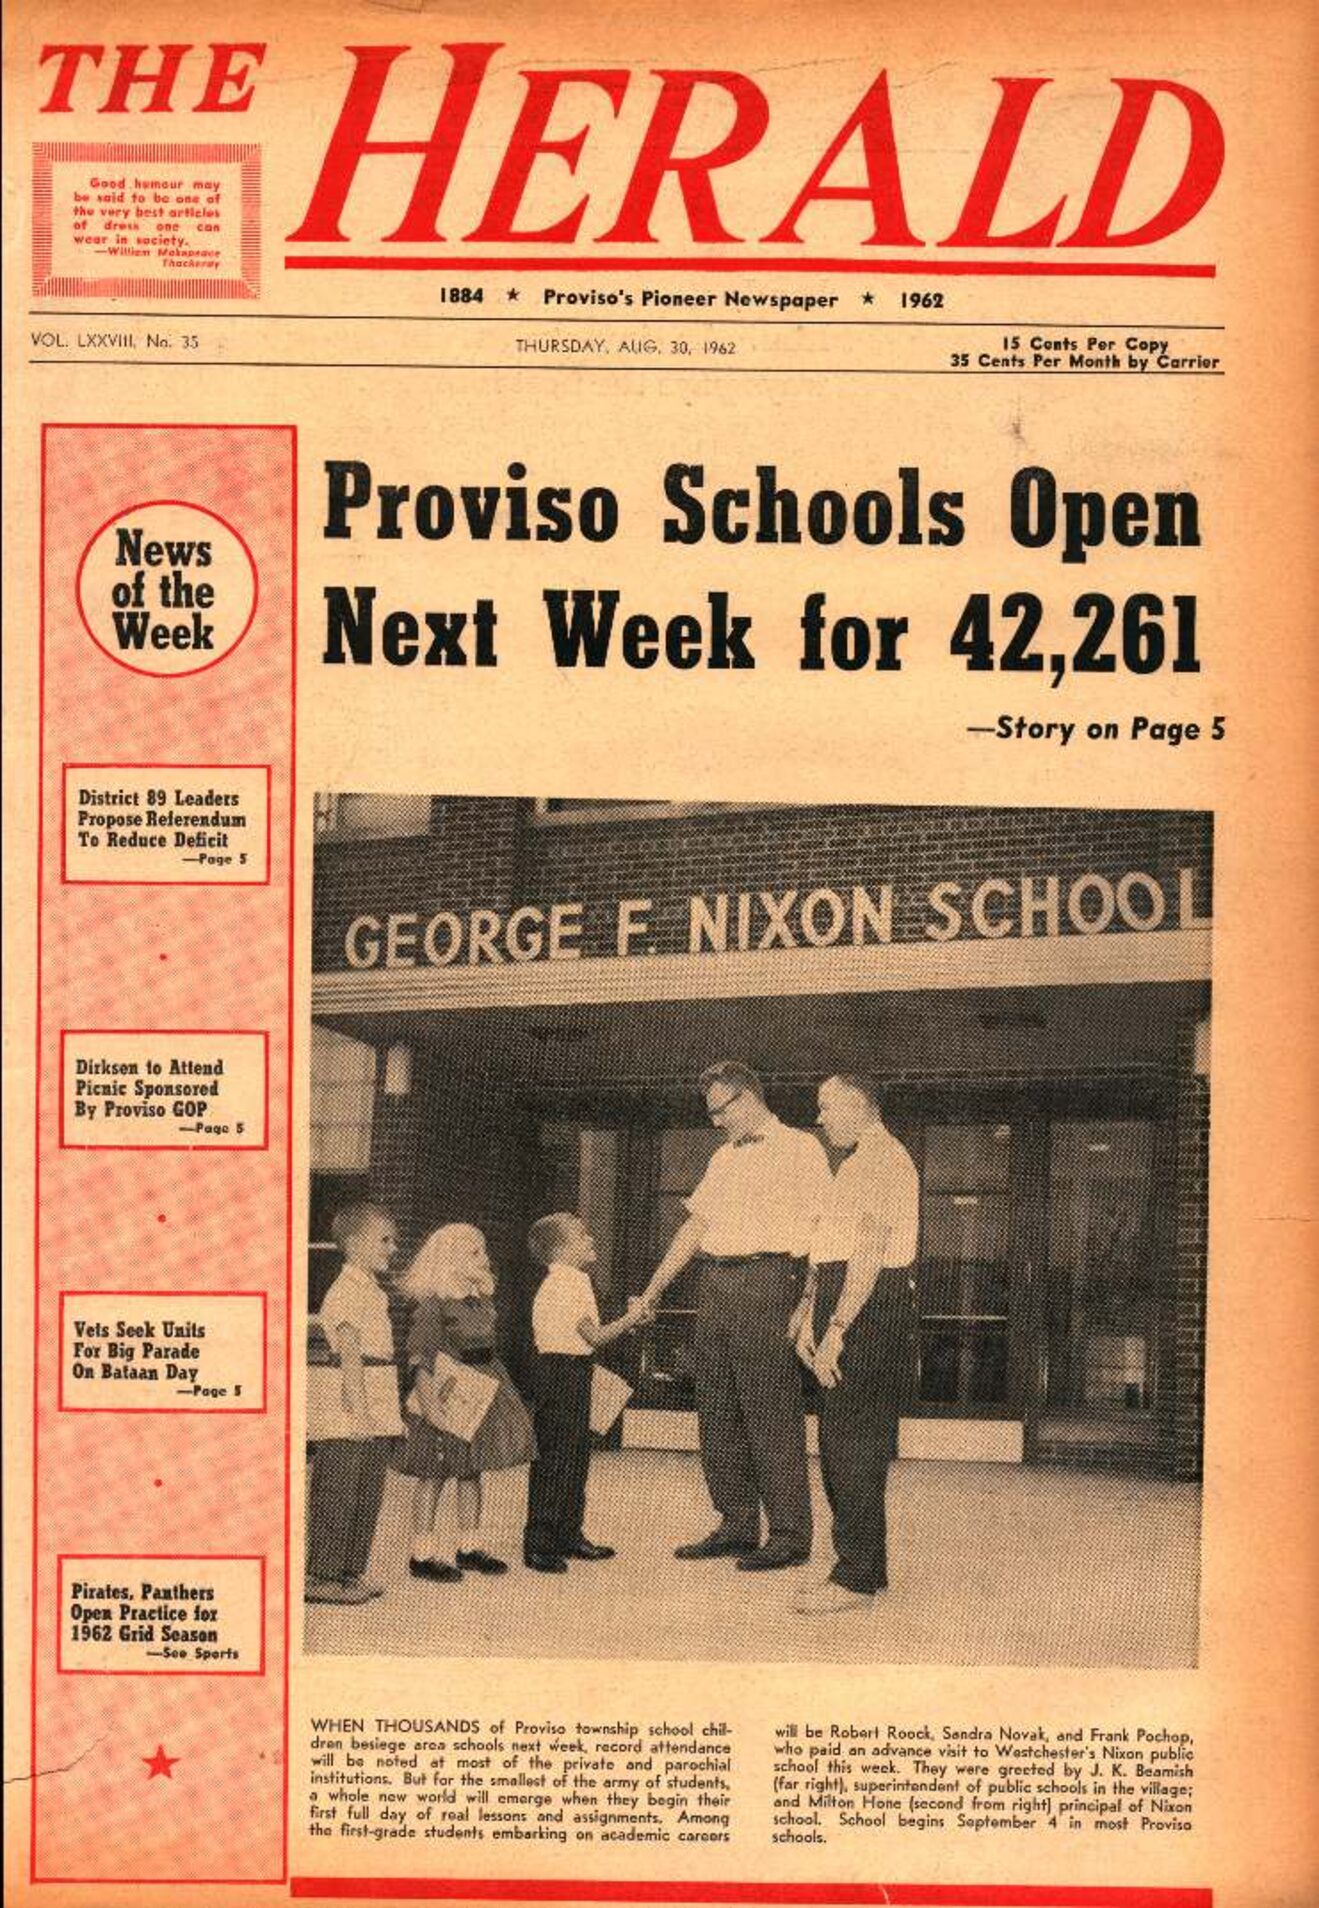 THE HERALD
Good humour may
be said to be one of
the very best articles
of dress one can
wear in society.
—William Makepeace
Thackeray
1884 ★ Proviso's Pioneer Newspaper ★ 1962
VOL. LXXVIII, No. 35
THURSDAY, AUG. 30, 1962
15 Cents Per Copy
35 Cents Per Month by Carrier
News
of the
Week
District 89 Leaders
Propose Referendum
To Reduce Deficit
—Page 5
Dirksen to Attend
Picnic Sponsored
By Proviso GOP
—Page 5
Vets Seek Units
For Big Parade
On Bataan Day
—Page 5
Pirates, Panthers
Open Practice for
1962 Grid Season
—See Sports
Proviso Schools Open
Next Week for 42,261
—Story on Page 5
GEORGE F. NIXON SCHOOL
WHEN THOUSANDS of Proviso township school chil-
dren besiege area schools next week, record attendance
will be noted at most of the private and parochial
institutions. But for the smallest of the army of students,
a whole new world will emerge when they begin their
first full day of real lessons and assignments. Among
the first-grade students embarking on academic careers
will be Robert Roock, Sandra Novak, and Frank Pochop,
who paid an advance visit to Westchester's Nixon public
school this week. They were greeted by J. K. Beamish
(far right), superintendent of public schools in the village;
and Milton Hone (second from right) principal of Nixon
school. School begins September 4 in most Proviso
schools.